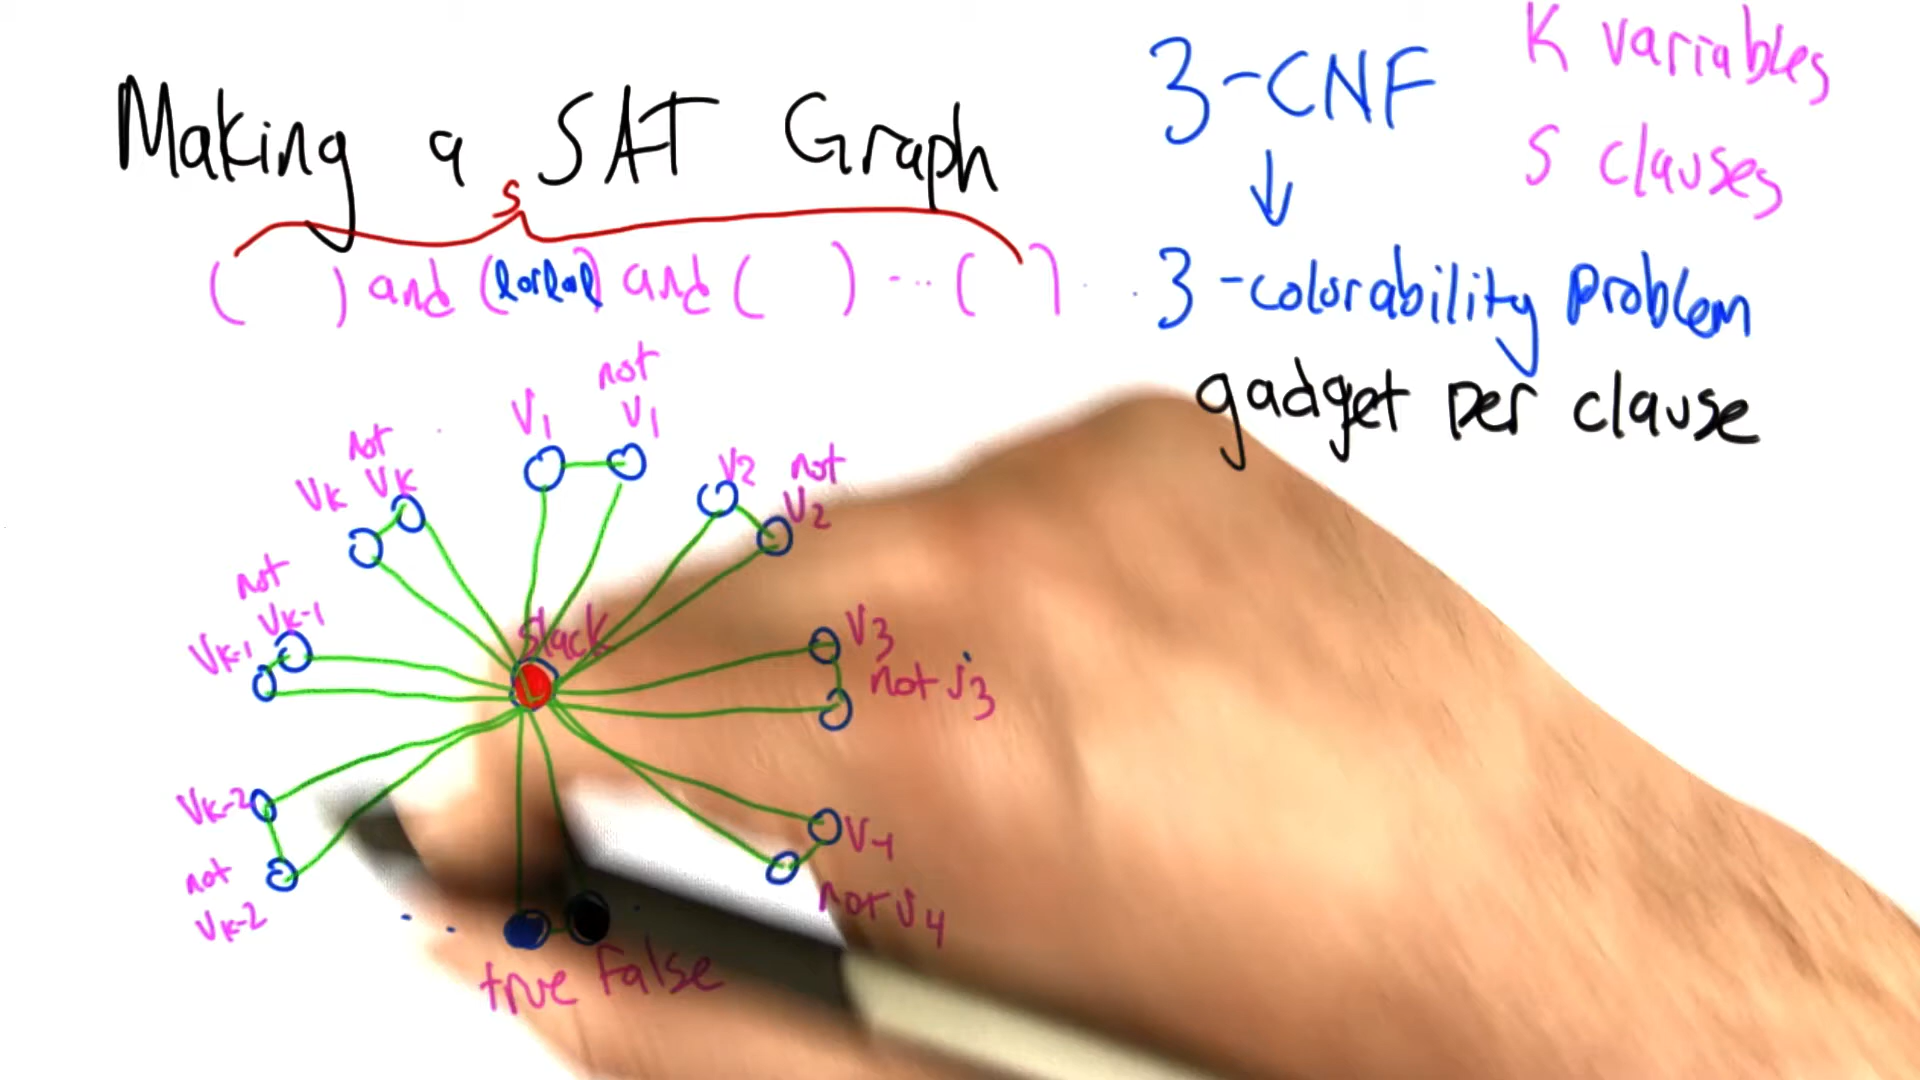 Making a SAT Graph
3-CNF
K variables
S clauses
↓
3-colorability problem
gadget per clause
s
( ) and (lorlorl) and ( ) ... ( )
V1
not V1
V2
not V2
V3
not V3
V4
not V4
slack
true
False
VK-2
not VK-2
VK-1
not VK-1
VK
not VK